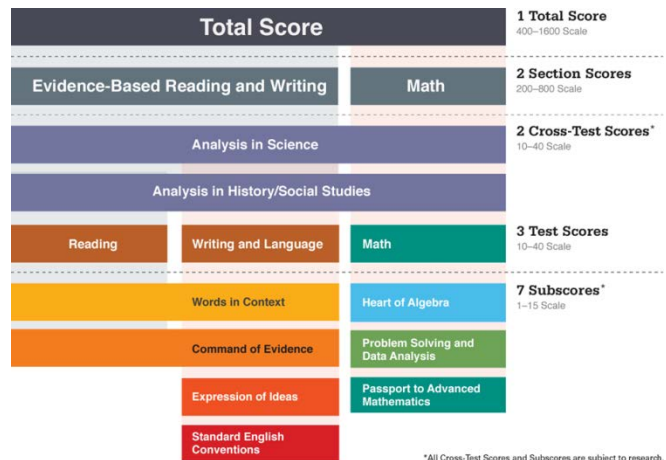 Total Score
1 Total Score
400–1600 Scale
Evidence-Based Reading and Writing
Math
2 Section Scores
200–800 Scale
Analysis in Science
2 Cross-Test Scores*
10–40 Scale
Analysis in History/Social Studies
Reading
Writing and Language
Math
3 Test Scores
10–40 Scale
Words in Context
Heart of Algebra
7 Subscores*
1–15 Scale
Command of Evidence
Problem Solving and
Data Analysis
Expression of Ideas
Passport to Advanced
Mathematics
Standard English
Conventions
*All Cross-Test Scores and Subscores are subject to research.